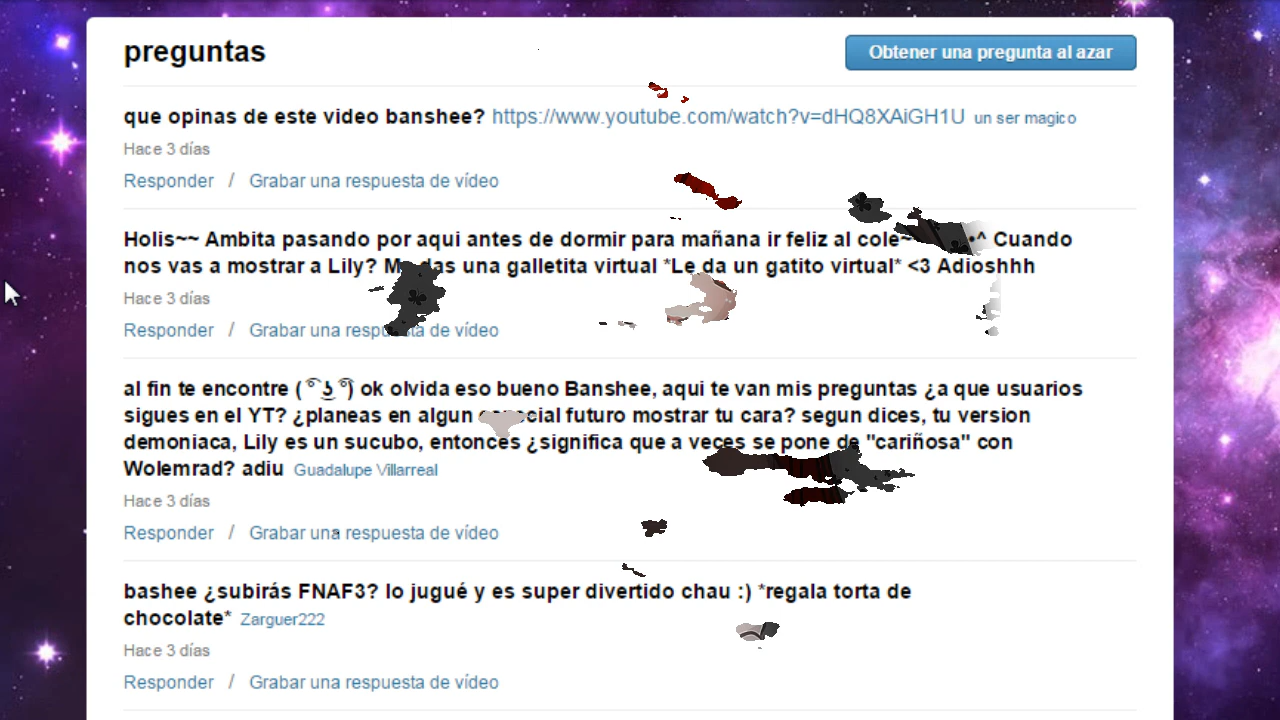 preguntas
Obtener una pregunta al azar
que opinas de este video banshee? https://www.youtube.com/watch?v=dHQ8XAiGH1U un ser magico
Hace 3 días
Responder / Grabar una respuesta de vídeo
Holis~~ Ambita pasando por aqui antes de dormir para mañana ir feliz al cole~ •^ Cuando
nos vas a mostrar a Lily? una galletita virtual *Le da un gatito virtual* <3 Adioshhh
Hace 3 días
Responder / Grabar una respuesta de vídeo
al fin te encontre ( ͡° ͜ʖ ͡°) ok olvida eso bueno Banshee, aqui te van mis preguntas ¿a que usuarios
sigues en el YT? ¿planeas en algun especial futuro mostrar tu cara? segun dices, tu version
demoniaca, Lily es un sucubo, entonces ¿significa que a veces se pone de "cariñosa" con
Wolemrad? adiu Guadalupe Villarreal
Hace 3 días
Responder / Grabar una respuesta de vídeo
bashee ¿subirás FNAF3? lo jugué y es super divertido chau :) *regala torta de
chocolate* Zarguer222
Hace 3 días
Responder / Grabar una respuesta de vídeo